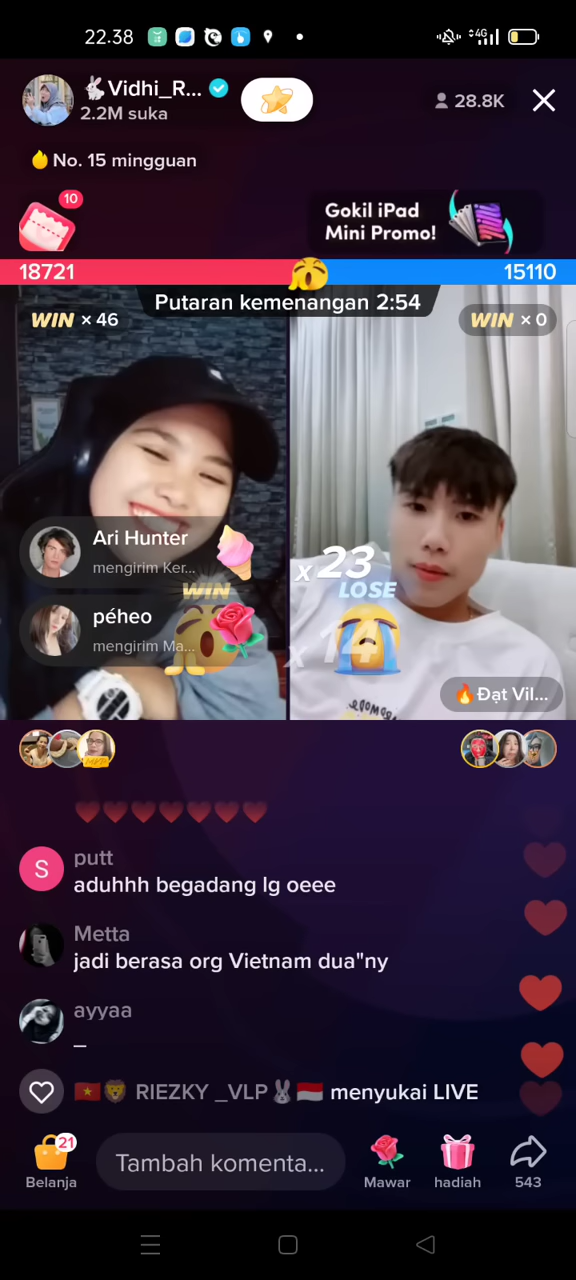 22.38
4G
Vidhi_R...
2.2M suka
28.8K
No. 15 mingguan
10
Gokil iPad
Mini Promo!
18721
15110
Putaran kemenangan 2:54
WIN × 46
WIN × 0
Ari Hunter
mengirim Ker...
x 23
WIN
LOSE
péheo
mengirim Ma...
x 14
Đạt Vil...
putt
S
aduhhh begadang lg oeee
Metta
jadi berasa org Vietnam dua"ny
ayyaa
_
RIEZKY _VLP menyukai LIVE
21
Belanja
Tambah komenta...
Mawar
hadiah
543